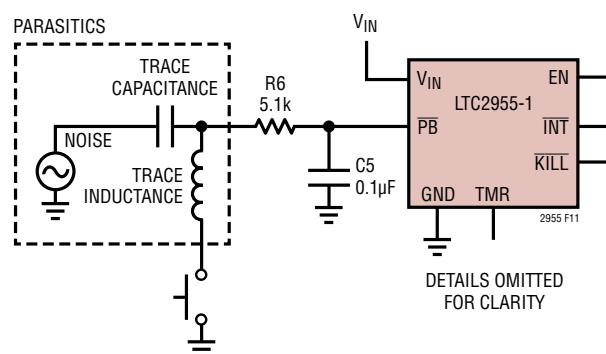 PARASITICS
TRACE
CAPACITANCE
NOISE
TRACE
INDUCTANCE
R6
5.1k
C5
0.1µF
VIN
VIN
EN
LTC2955-1
PB
INT
KILL
GND
TMR
2955 F11
DETAILS OMITTED
FOR CLARITY